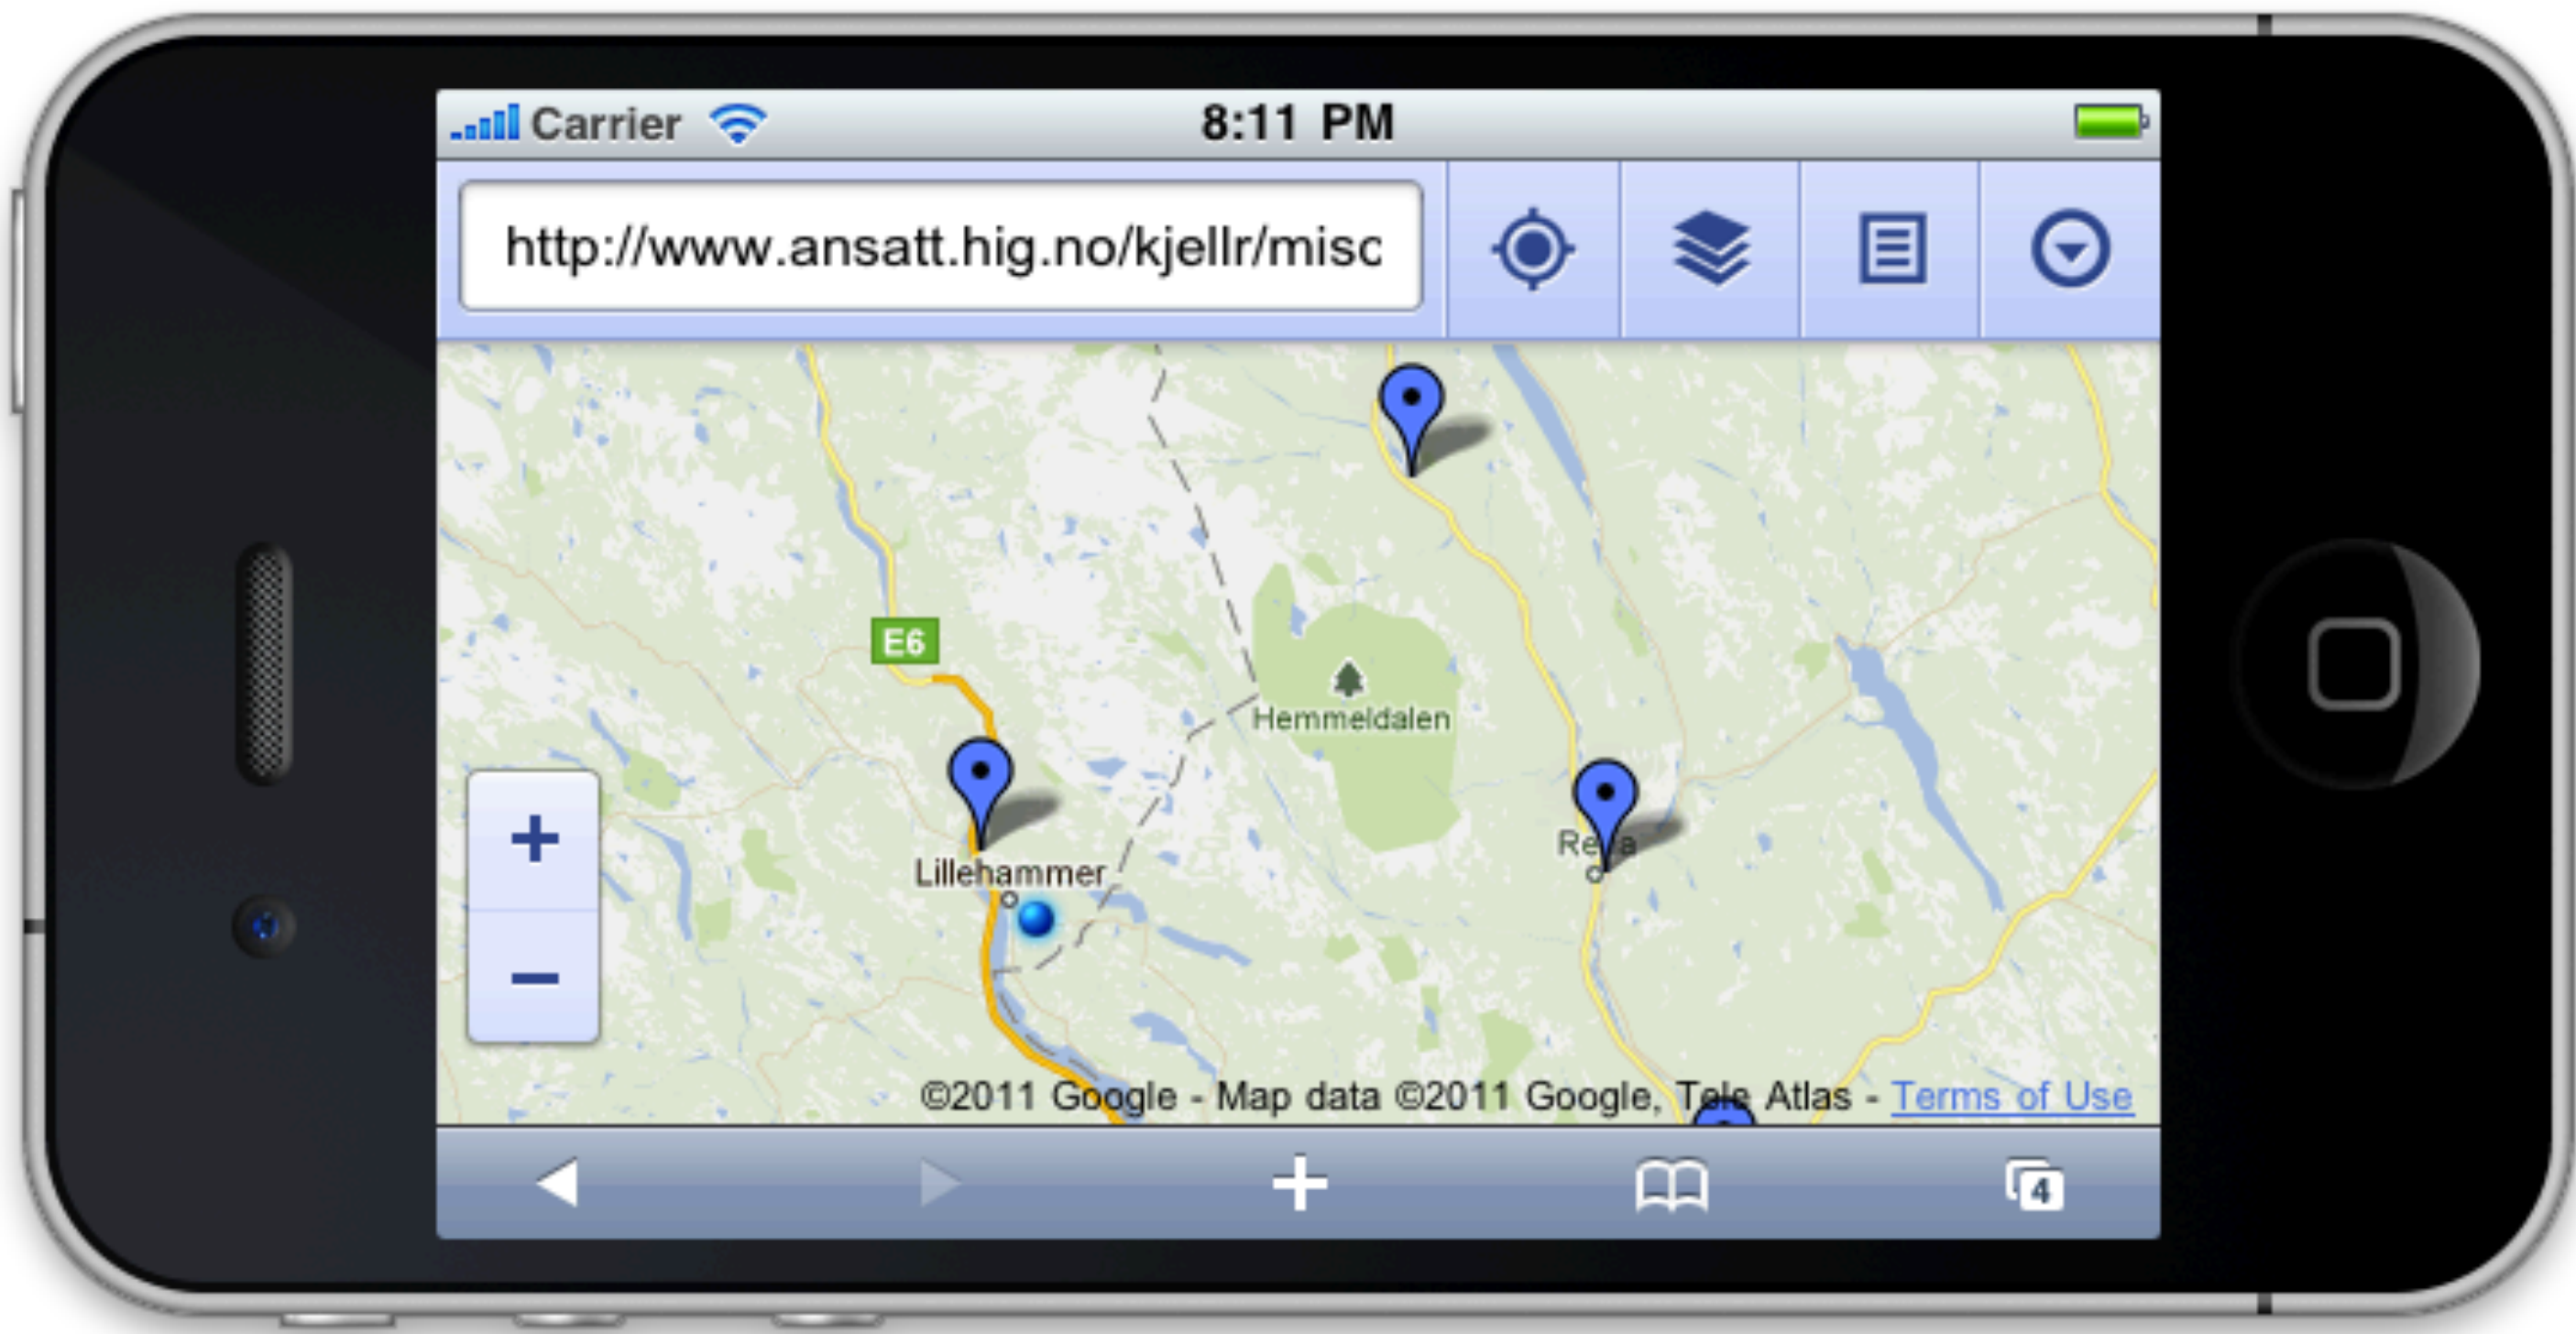 Carrier 8:11 PM
http://www.ansatt.hig.no/kjellr/misc
E6
Hemmeldalen
Lillehammer
©2011 Google - Map data ©2011 Google, Tele Atlas - Terms of Use
4